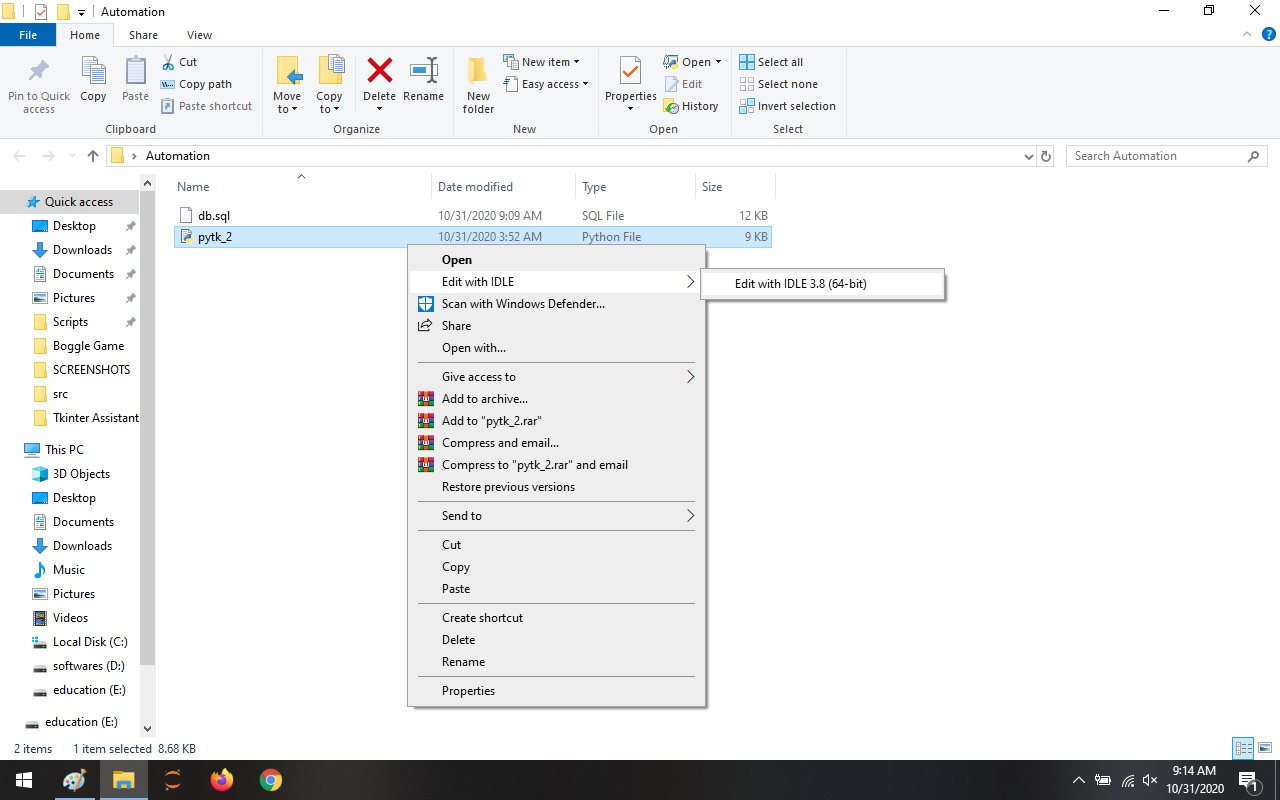 Automation
File Home Share View
Pin to Quick access
Copy
Paste
Cut
Copy path
Paste shortcut
Clipboard
Move to
Copy to
Delete
Rename
Organize
New folder
New item
Easy access
New
Properties
Open
Edit
History
Open
Select all
Select none
Invert selection
Select
Automation
Search Automation
Name Date modified Type Size
db.sql 10/31/2020 9:09 AM SQL File 12 KB
pytk_2 10/31/2020 3:52 AM Python File 9 KB
Quick access
Desktop
Downloads
Documents
Pictures
Scripts
Boggle Game
SCREENSHOTS
src
Tkinter Assistant
This PC
3D Objects
Desktop
Documents
Downloads
Music
Pictures
Videos
Local Disk (C:)
softwares (D:)
education (E:)
education (E:)
Open
Edit with IDLE
Edit with IDLE 3.8 (64-bit)
Scan with Windows Defender...
Share
Open with...
Give access to
Add to archive...
Add to "pytk_2.rar"
Compress and email...
Compress to "pytk_2.rar" and email
Restore previous versions
Send to
Cut
Copy
Paste
Create shortcut
Delete
Rename
Properties
2 items 1 item selected 8.68 KB
9:14 AM
10/31/2020
1